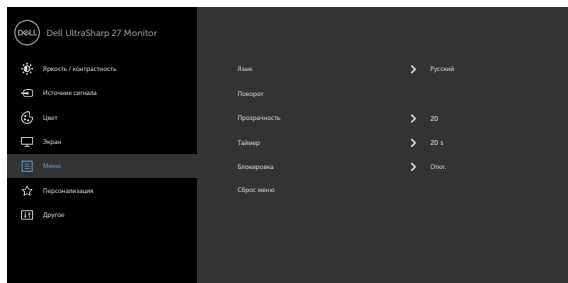 DELL Dell UltraSharp 27 Monitor
Яркость / контрастность
Источник сигнала
Цвет
Экран
Меню
Персонализация
Другое
Язык Русский
Поворот
Прозрачность 20
Таймер 20 s
Блокировка Откл.
Сброс меню